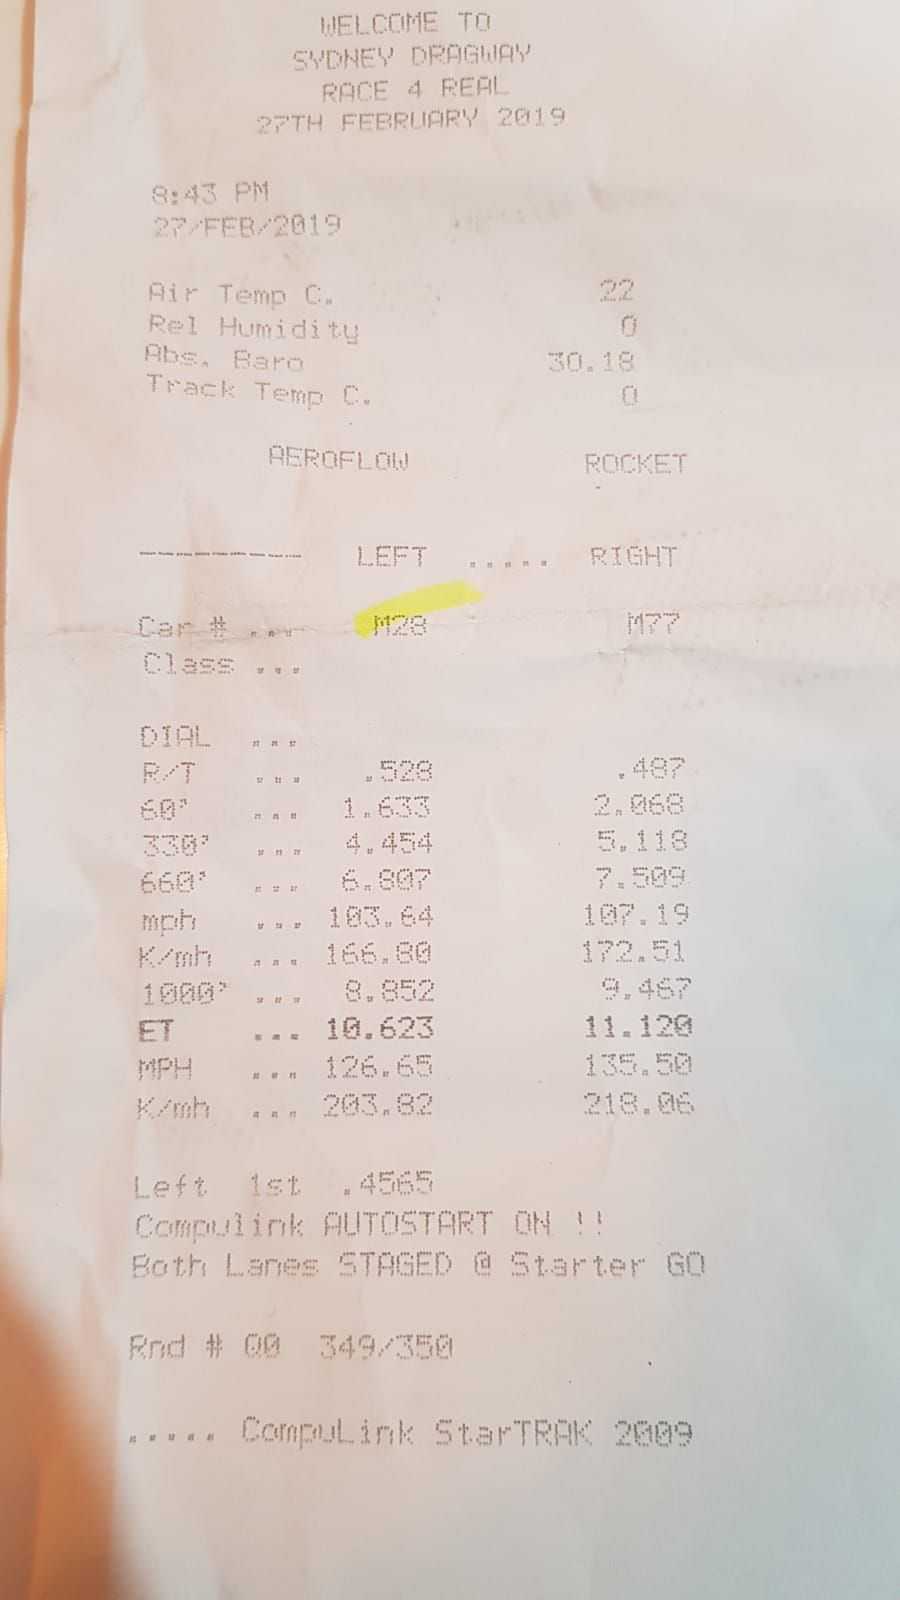 WELCOME TO
SYDNEY DRAGWAY
RACE 4 REAL
27TH FEBRUARY 2019
8:43 PM
27/FEB/2019
Air Temp C. 22
Rel Humidity 0
Abs. Baro 30.18
Track Temp C. 0
AEROFLOW ROCKET
--------- LEFT ..... RIGHT
Car # ... M28 M77
Class ...
DIAL ...
R/T ... .528 .487
60' ... 1.633 2.068
330' ... 4.454 5.118
660' ... 6.807 7.509
mph ... 103.64 107.19
K/mh ... 166.80 172.51
1000' ... 8.852 9.467
ET ... 10.623 11.120
MPH ... 126.65 135.50
K/mh ... 203.82 218.06
Left 1st .4565
Compulink AUTOSTART ON !!
Both Lanes STAGED @ Starter GO
Rnd # Q0 349/350
..... CompuLink StarTRAK 2009